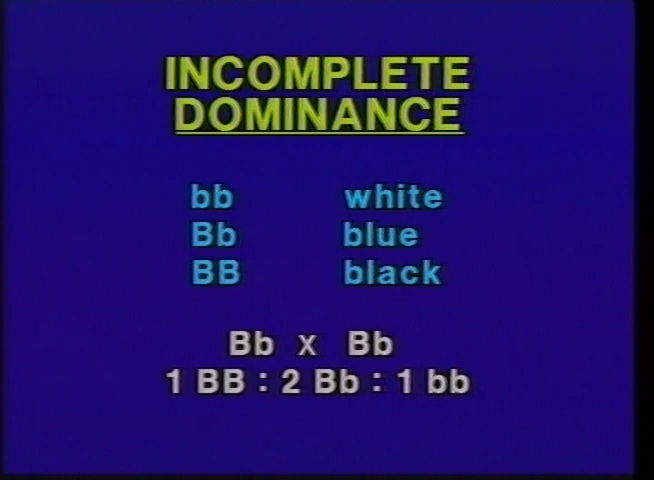 INCOMPLETE
DOMINANCE
bb white
Bb blue
BB black
Bb x Bb
1 BB : 2 Bb : 1 bb